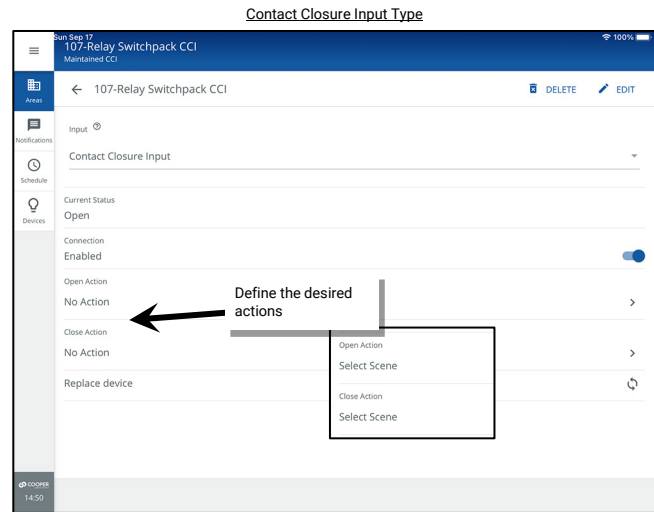 Contact Closure Input Type
Sun Sep 17
100%
107-Relay Switchpack CCI
Maintained CCI
Areas
Notifications
Schedule
Devices
107-Relay Switchpack CCI
DELETE
EDIT
Input
Contact Closure Input
Current Status
Open
Connection
Enabled
Open Action
No Action
Define the desired
actions
Close Action
No Action
Open Action
Select Scene
Close Action
Select Scene
Replace device
COOPER
14:50